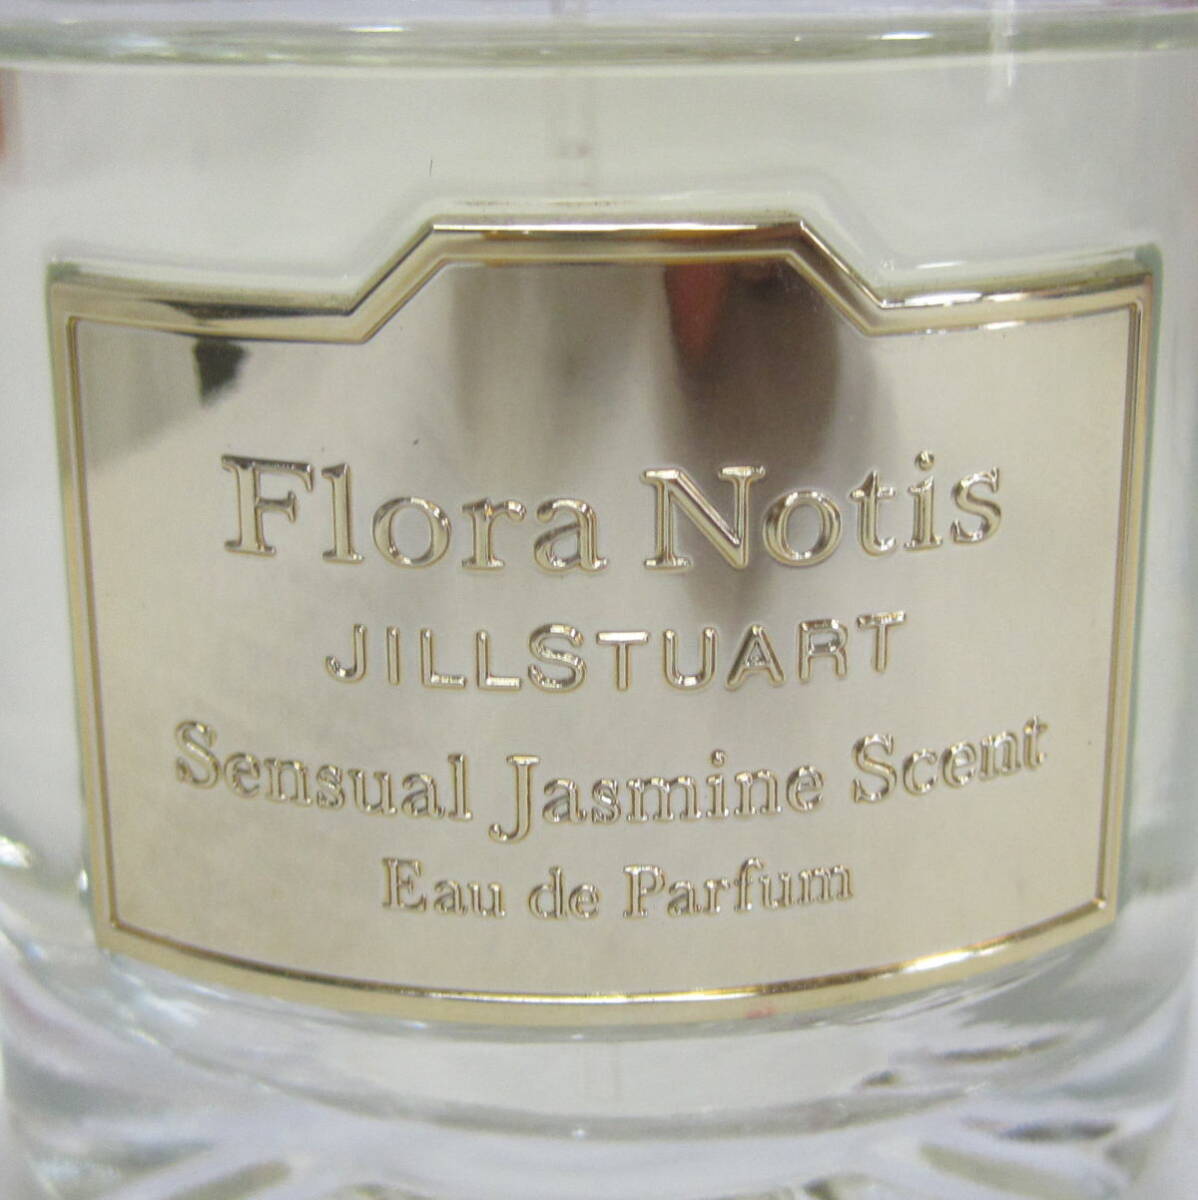 Flora Notis
JILLSTUART
Sensual Jasmine Scent
Eau de Parfum